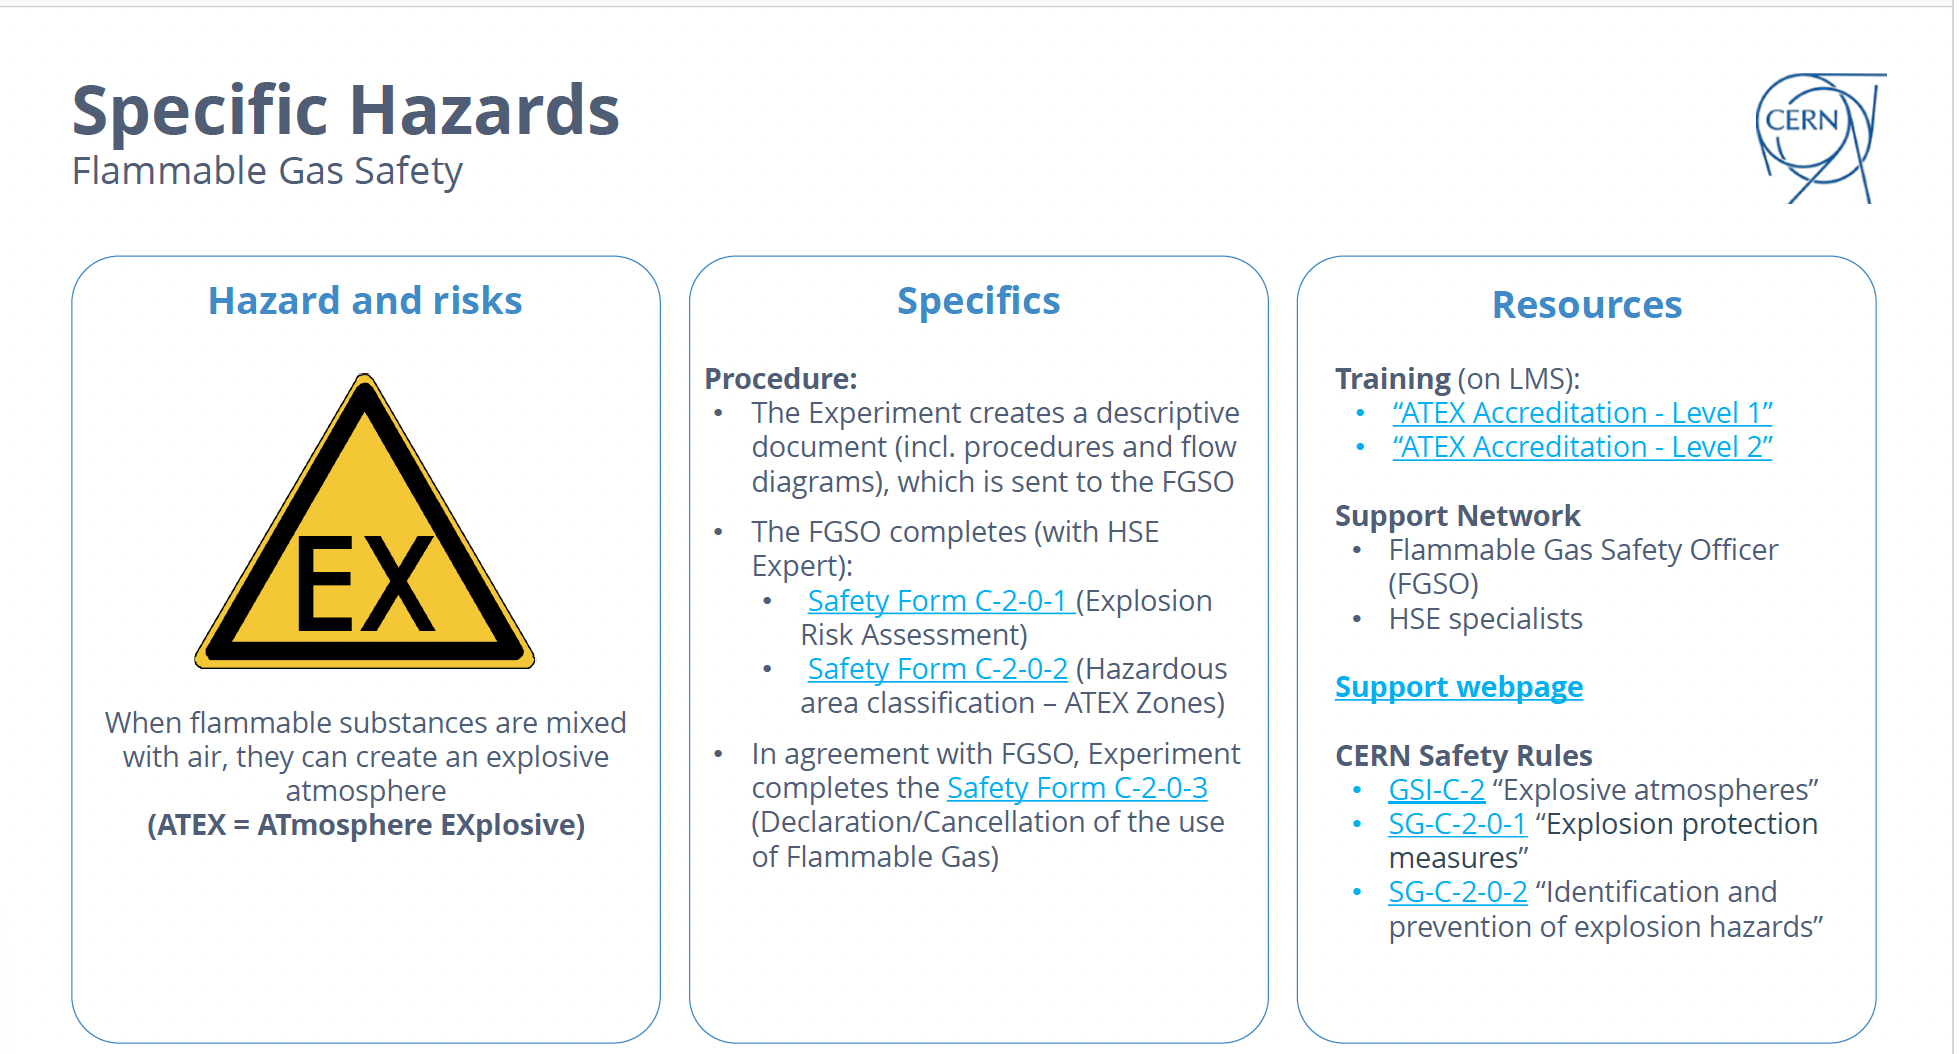 Specific Hazards
Flammable Gas Safety
CERN
Hazard and risks
EX
When flammable substances are mixed
with air, they can create an explosive
atmosphere
(ATEX = ATmosphere EXplosive)
Specifics
Procedure:
• The Experiment creates a descriptive
document (incl. procedures and flow
diagrams), which is sent to the FGSO
• The FGSO completes (with HSE
Expert):
• Safety Form C-2-0-1 (Explosion
Risk Assessment)
• Safety Form C-2-0-2 (Hazardous
area classification – ATEX Zones)
• In agreement with FGSO, Experiment
completes the Safety Form C-2-0-3
(Declaration/Cancellation of the use
of Flammable Gas)
Resources
Training (on LMS):
• “ATEX Accreditation - Level 1”
• “ATEX Accreditation - Level 2”
Support Network
• Flammable Gas Safety Officer
(FGSO)
• HSE specialists
Support webpage
CERN Safety Rules
• GSI-C-2 “Explosive atmospheres”
• SG-C-2-0-1 “Explosion protection
measures”
• SG-C-2-0-2 “Identification and
prevention of explosion hazards”